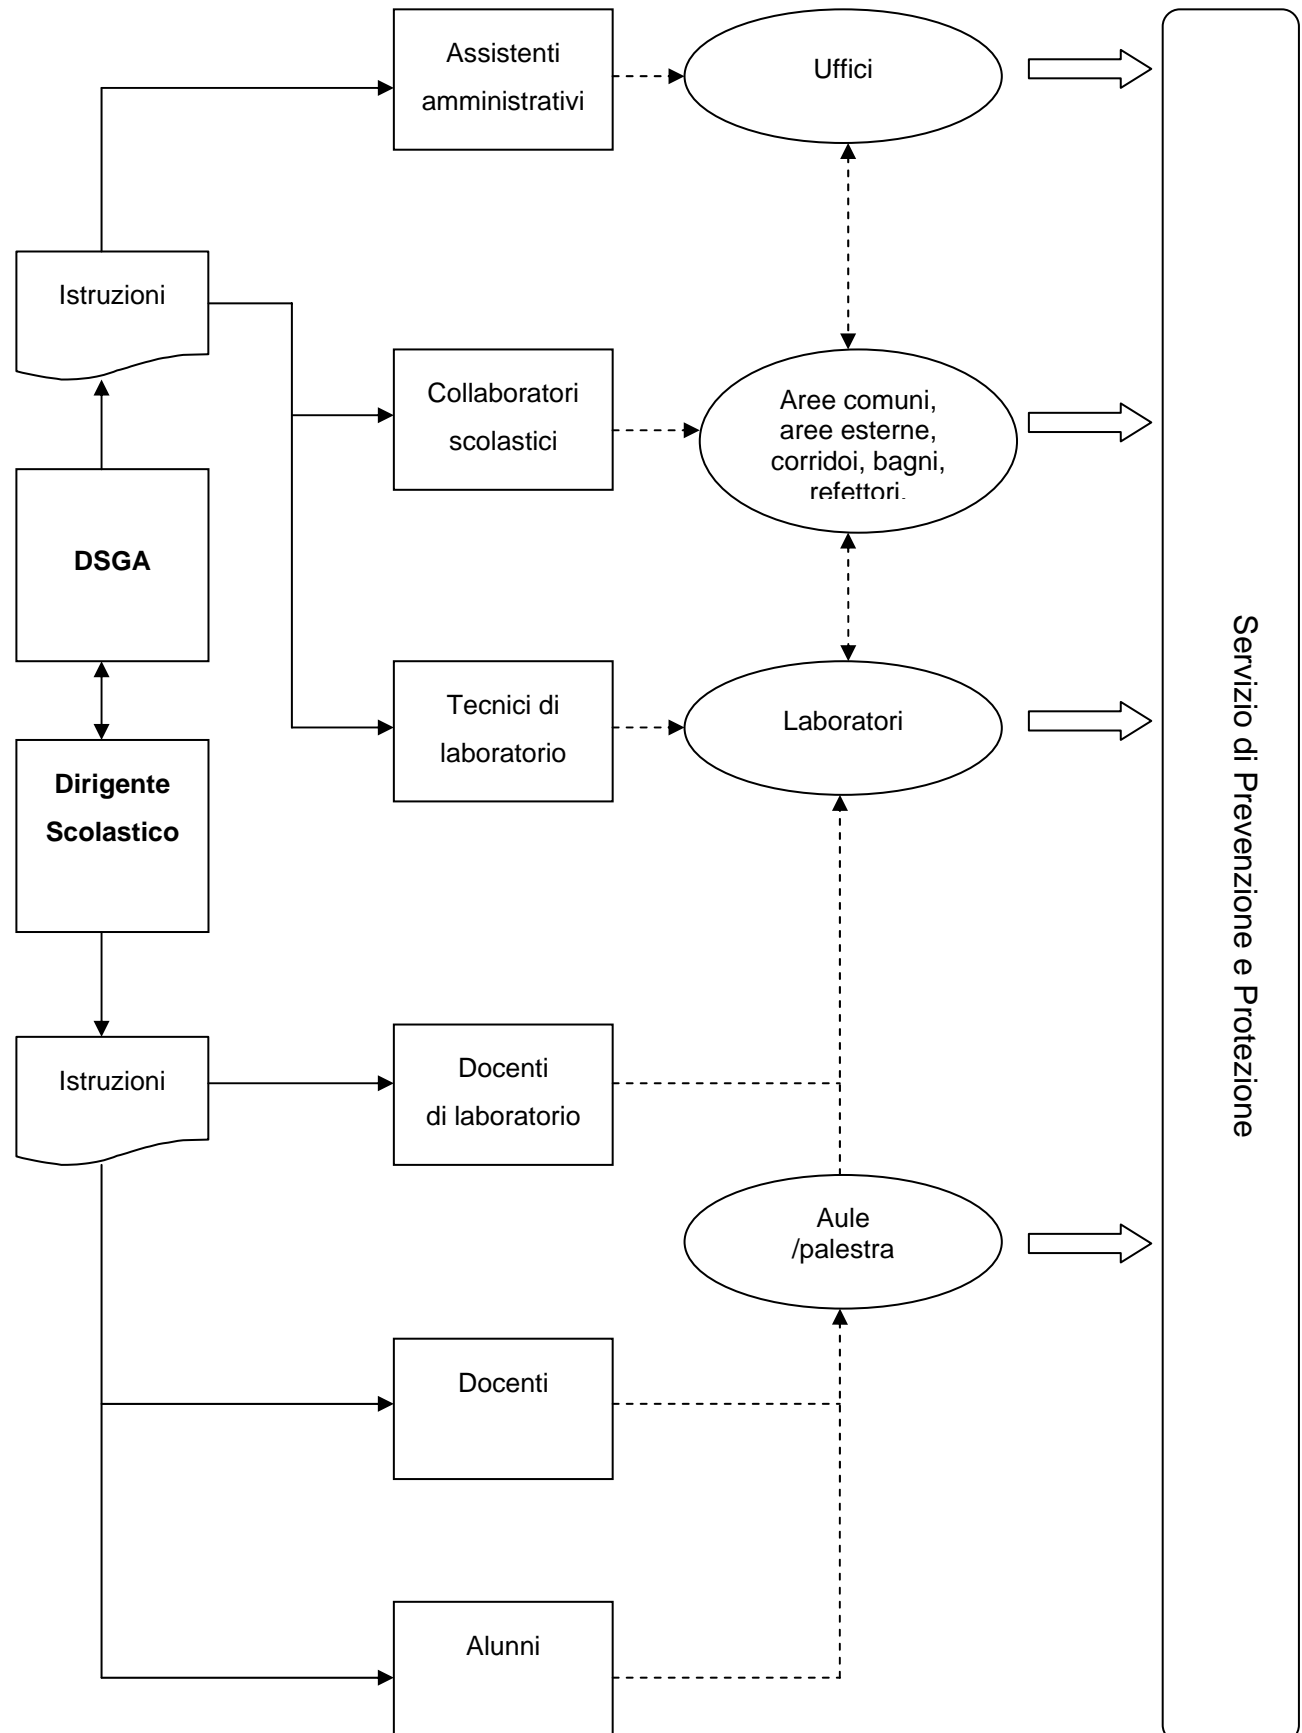 Assistenti
amministrativi
Uffici
Istruzioni
Collaboratori
scolastici
Aree comuni,
aree esterne,
corridoi, bagni,
refettori.
DSGA
Tecnici di
laboratorio
Laboratori
Dirigente
Scolastico
Istruzioni
Docenti
di laboratorio
Aule
/palestra
Docenti
Alunni
Servizio di Prevenzione e Protezione